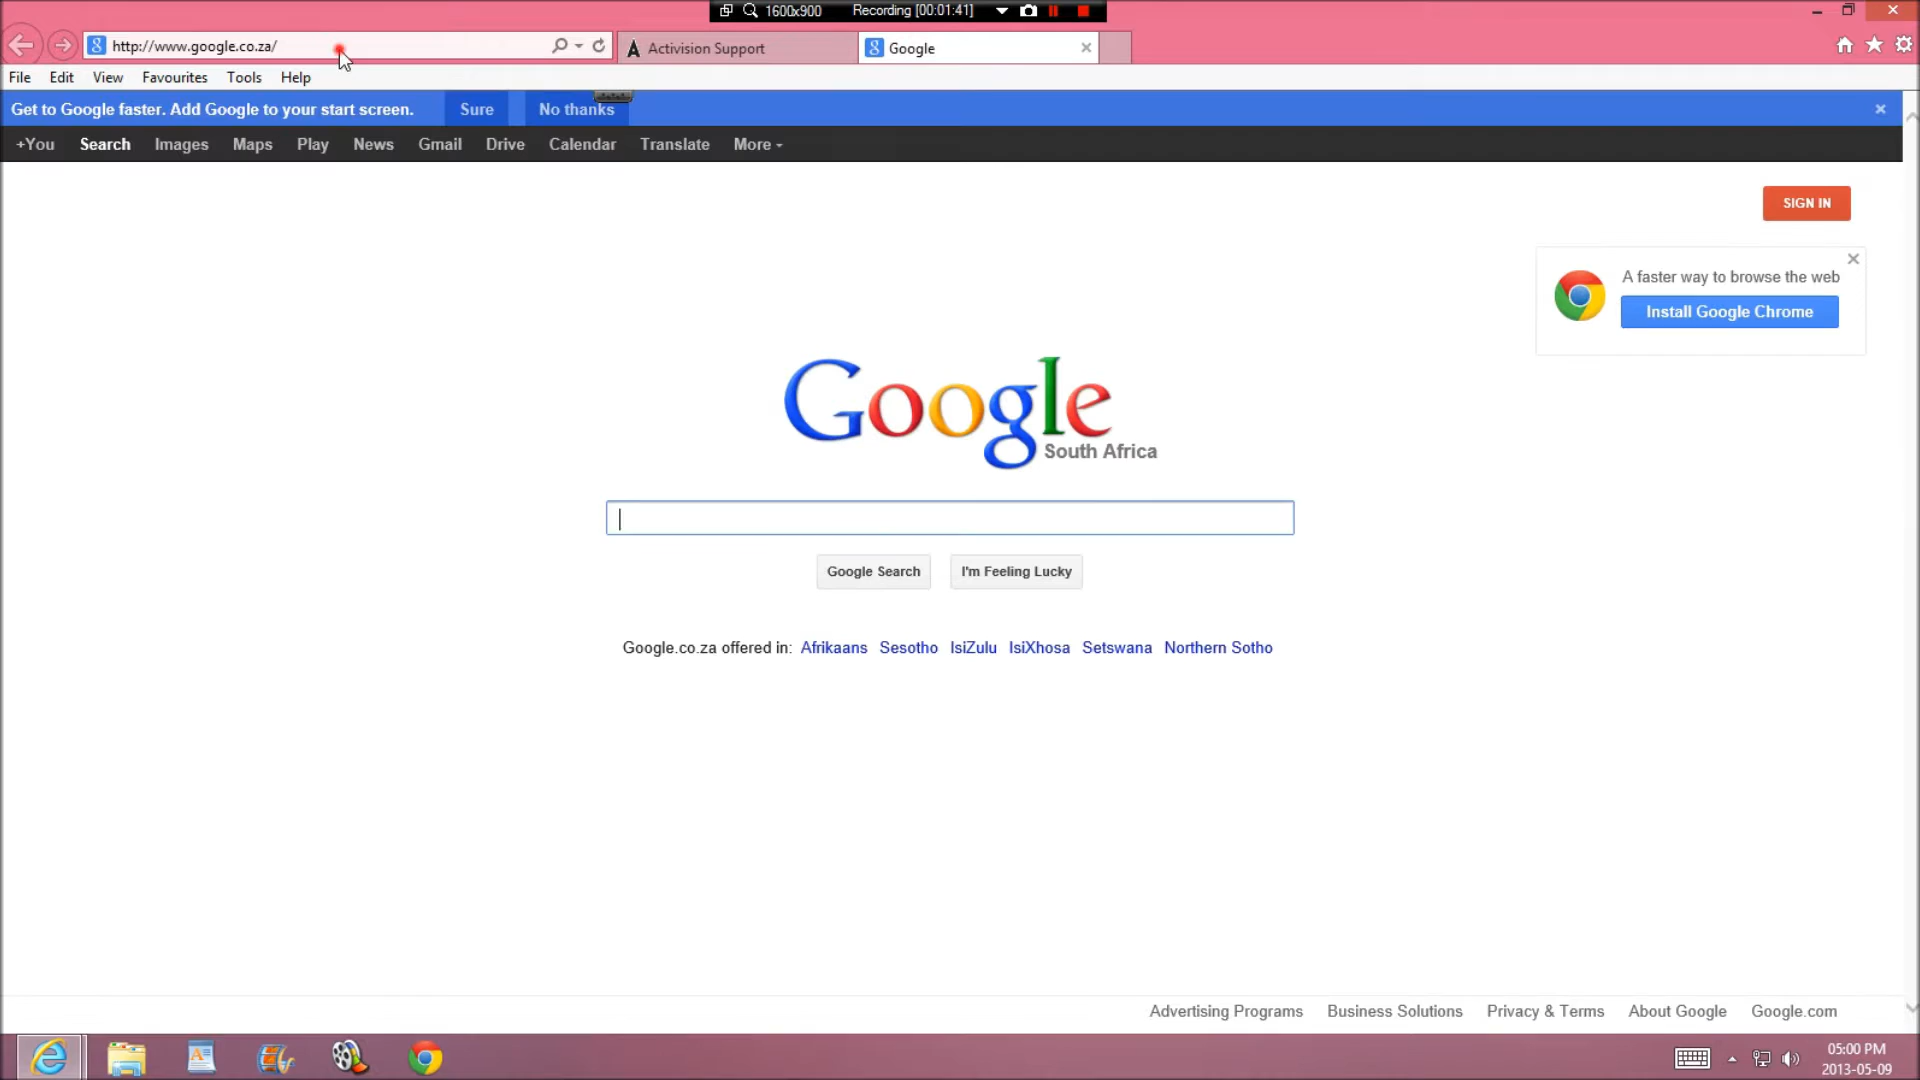 1600x900 Recording [00:01:41]
http://www.google.co.za/ Activision Support Google
File Edit View Favourites Tools Help
Get to Google faster. Add Google to your start screen. Sure No thanks
+You Search Images Maps Play News Gmail Drive Calendar Translate More
SIGN IN
A faster way to browse the web
Install Google Chrome
Google
South Africa
Google Search I'm Feeling Lucky
Google.co.za offered in: Afrikaans Sesotho IsiZulu IsiXhosa Setswana Northern Sotho
Advertising Programs Business Solutions Privacy & Terms About Google Google.com
05:00 PM
2013-05-09